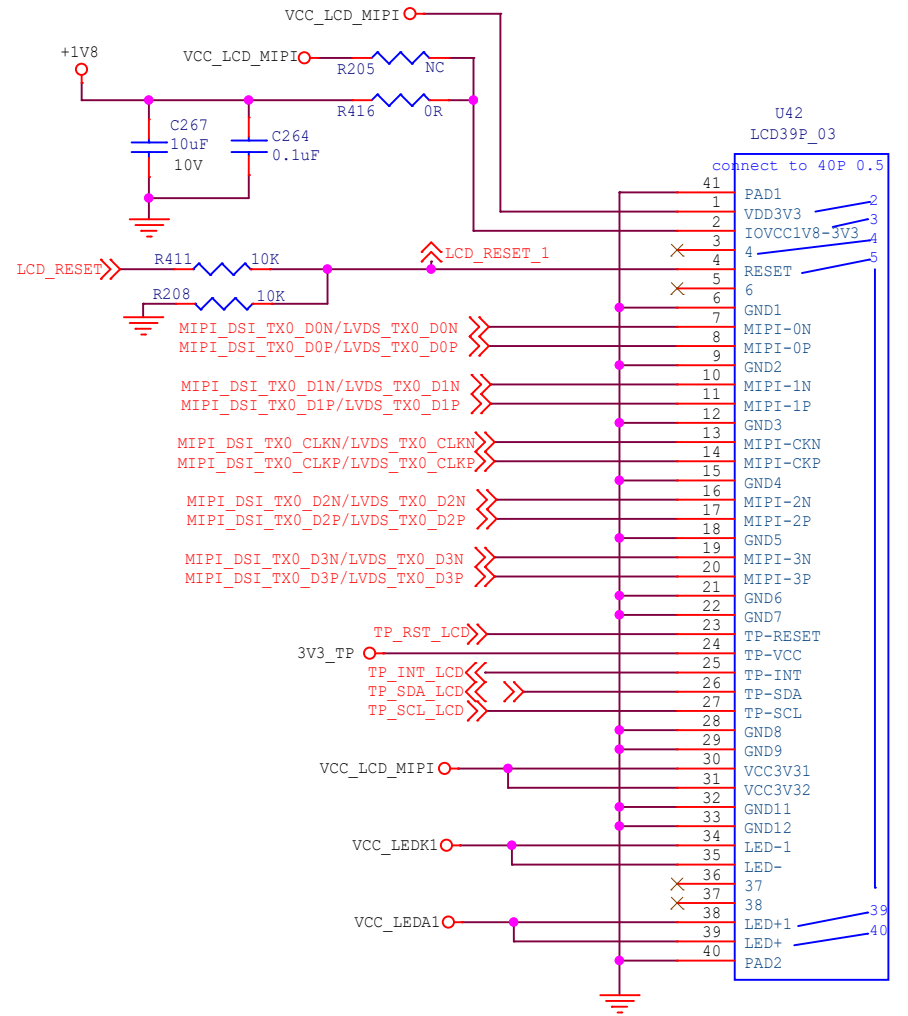 VCC_LCD_MIPI
+1V8
VCC_LCD_MIPI
R205 NC
R416 0R
C267
10uF
10V
C264
0.1uF
U42
LCD39P_03
connect to 40P 0.5
LCD_RESET
R411 10K
R208 10K
LCD_RESET_1
41 PAD1
1 VDD3V3 2
2 IOVCC1V8-3V3 3
3 4 4
4 RESET 5
5 6
6 GND1
MIPI_DSI_TX0_D0N/LVDS_TX0_D0N 7 MIPI-0N
MIPI_DSI_TX0_D0P/LVDS_TX0_D0P 8 MIPI-0P
9 GND2
MIPI_DSI_TX0_D1N/LVDS_TX0_D1N 10 MIPI-1N
MIPI_DSI_TX0_D1P/LVDS_TX0_D1P 11 MIPI-1P
12 GND3
MIPI_DSI_TX0_CLKN/LVDS_TX0_CLKN 13 MIPI-CKN
MIPI_DSI_TX0_CLKP/LVDS_TX0_CLKP 14 MIPI-CKP
15 GND4
MIPI_DSI_TX0_D2N/LVDS_TX0_D2N 16 MIPI-2N
MIPI_DSI_TX0_D2P/LVDS_TX0_D2P 17 MIPI-2P
18 GND5
MIPI_DSI_TX0_D3N/LVDS_TX0_D3N 19 MIPI-3N
MIPI_DSI_TX0_D3P/LVDS_TX0_D3P 20 MIPI-3P
21 GND6
22 GND7
TP_RST_LCD 23 TP-RESET
3V3_TP 24 TP-VCC
TP_INT_LCD 25 TP-INT
TP_SDA_LCD 26 TP-SDA
TP_SCL_LCD 27 TP-SCL
28 GND8
29 GND9
VCC_LCD_MIPI 30 VCC3V31
31 VCC3V32
32 GND11
33 GND12
VCC_LEDK1 34 LED-1
35 LED-
36 37
37 38
VCC_LEDA1 38 LED+1 39
39 LED+ 40
40 PAD2